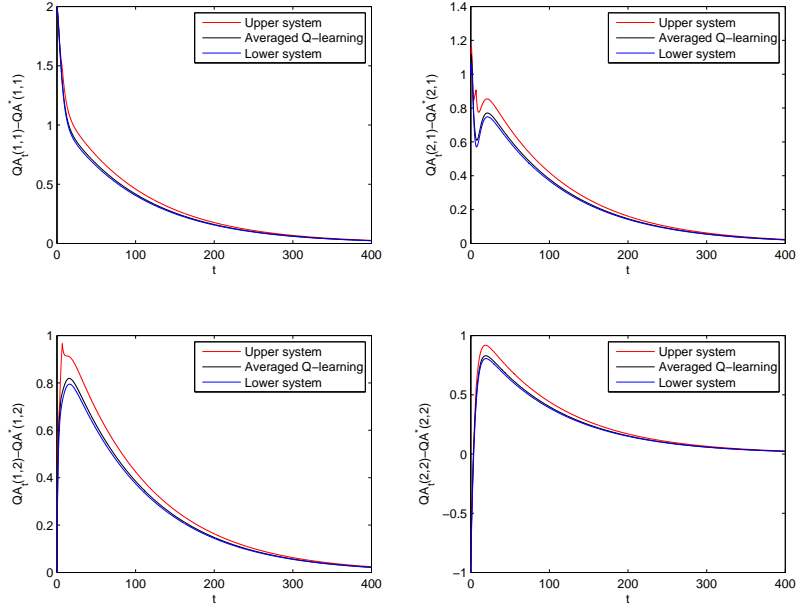 2
1.5
1
0.5
0
0
100
200
300
400
t
QA_t(1,1)−QA^*(1,1)
Upper system
Averaged Q−learning
Lower system
1.4
1.2
1
0.8
0.6
0.4
0.2
0
0
100
200
300
400
t
QA_t(2,1)−QA^*(2,1)
Upper system
Averaged Q−learning
Lower system
1
0.8
0.6
0.4
0.2
0
0
100
200
300
400
t
QA_t(1,2)−QA^*(1,2)
Upper system
Averaged Q−learning
Lower system
1
0.5
0
−0.5
−1
0
100
200
300
400
t
QA_t(2,2)−QA^*(2,2)
Upper system
Averaged Q−learning
Lower system